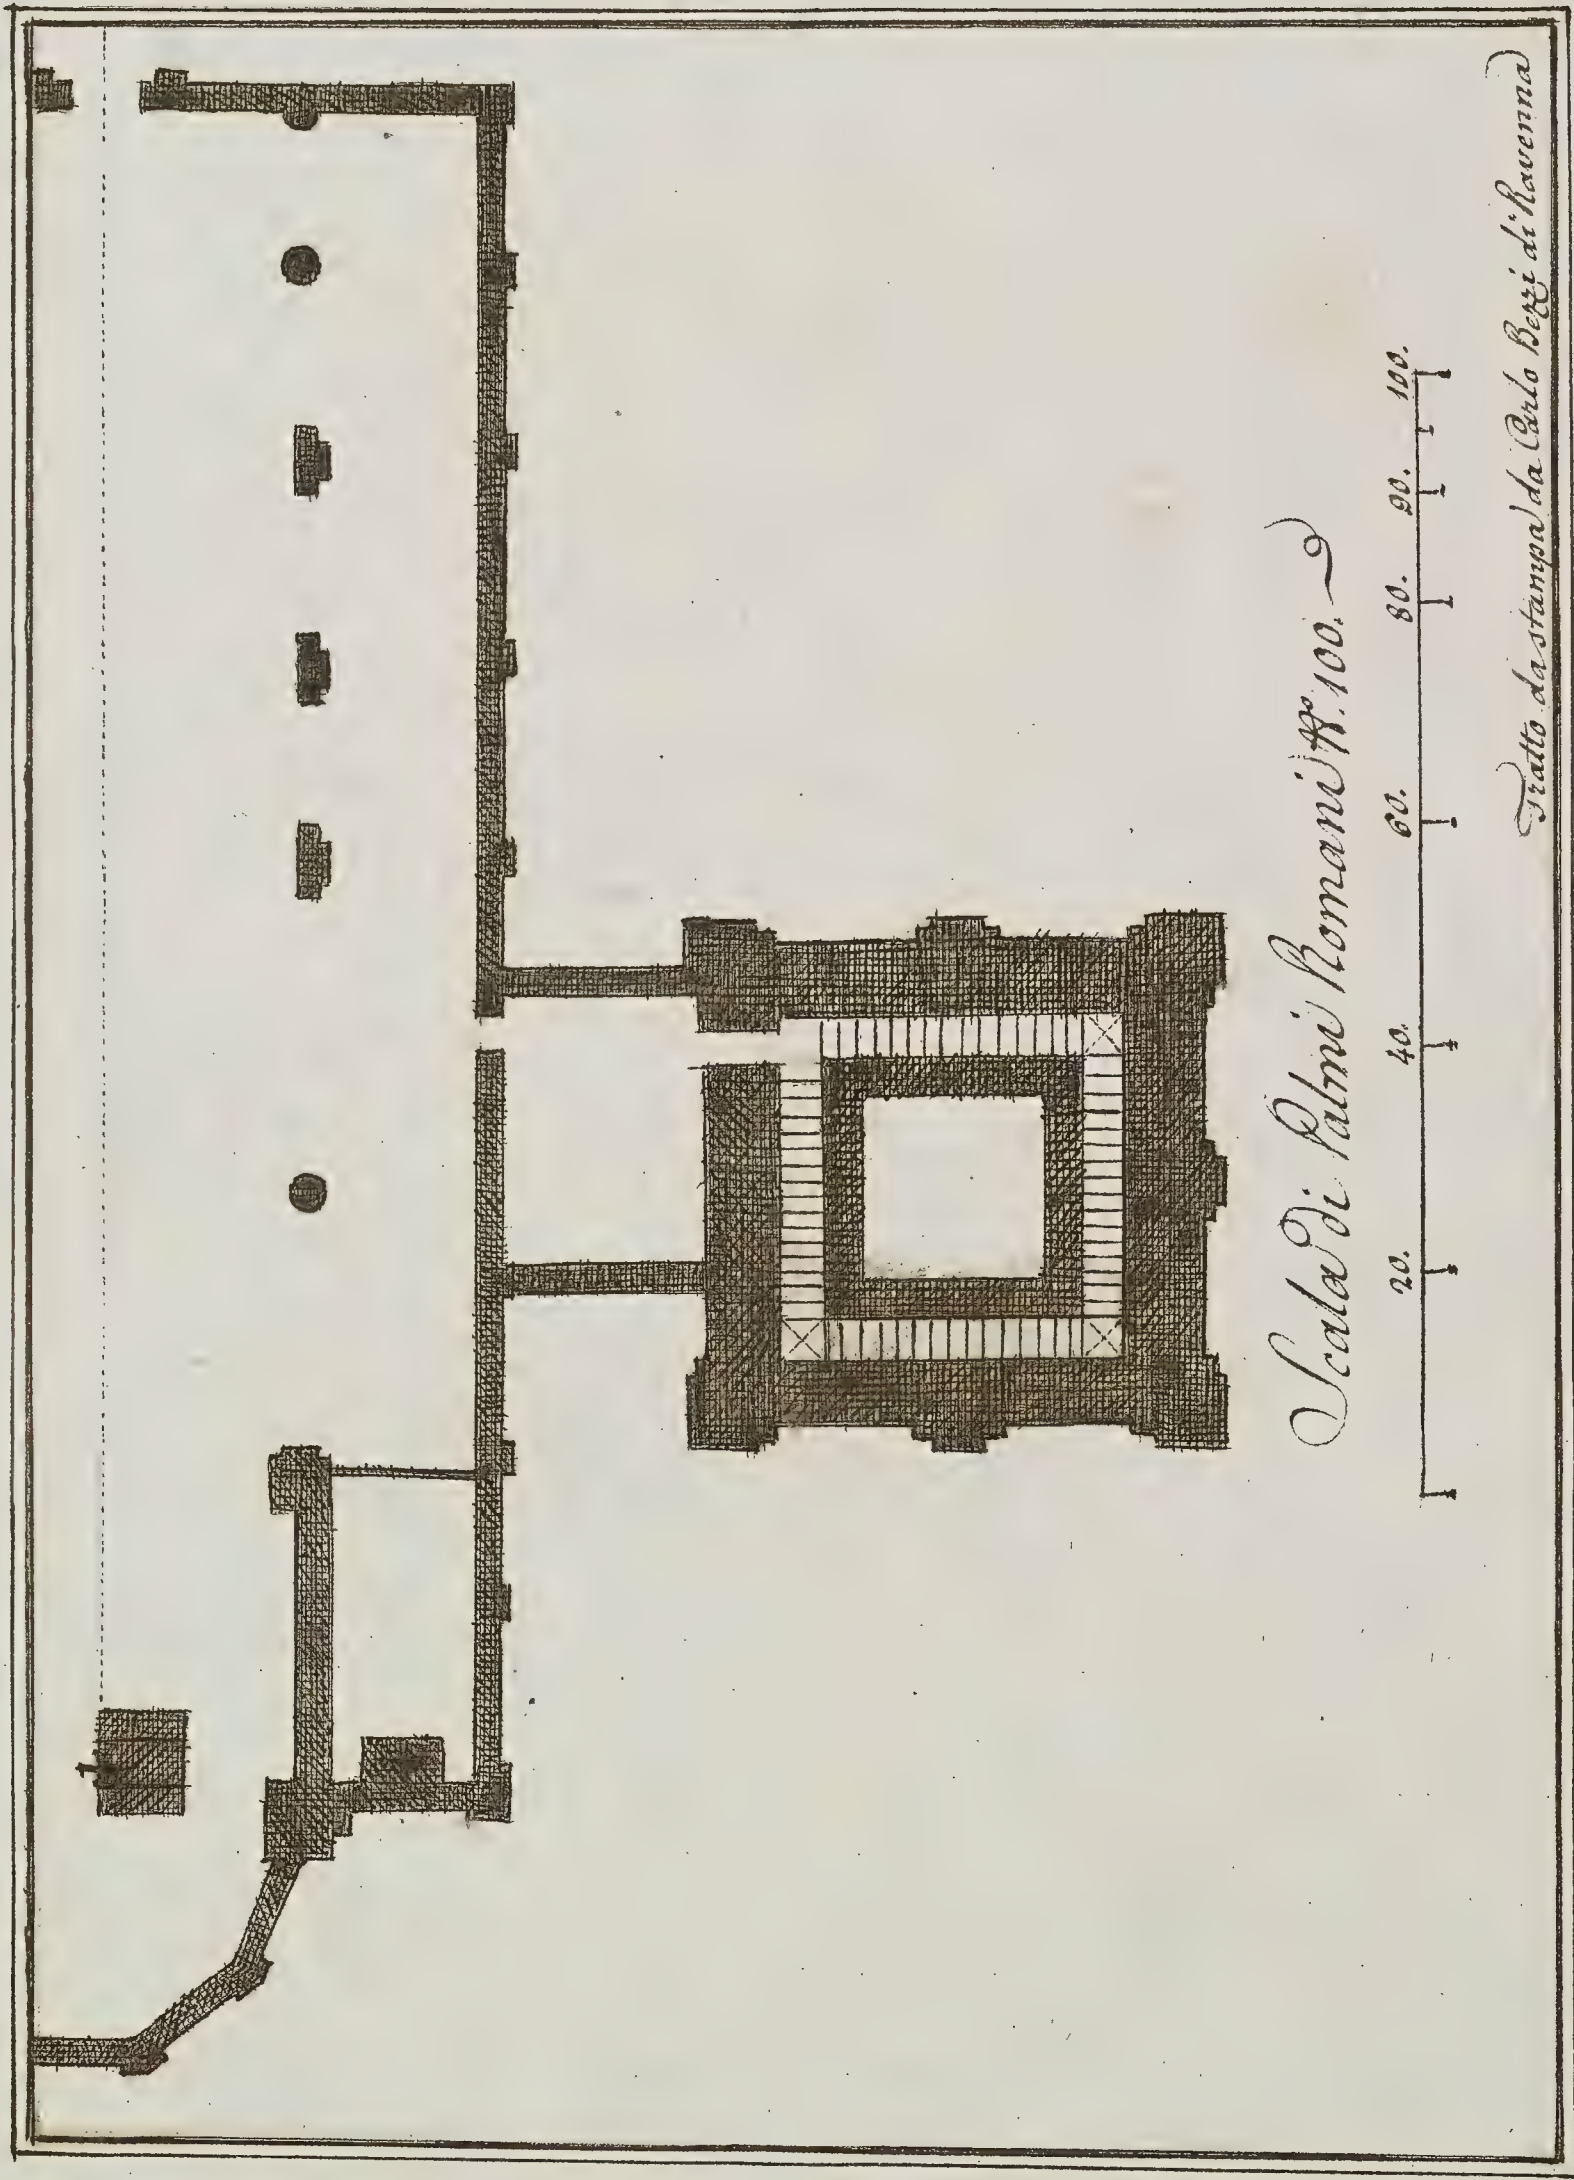 Scala di Palmi Romani Nº. 100.
20. 40. 60. 80. 90. 100.
Tratto da stampa da Carlo Bezzi di Ravenna